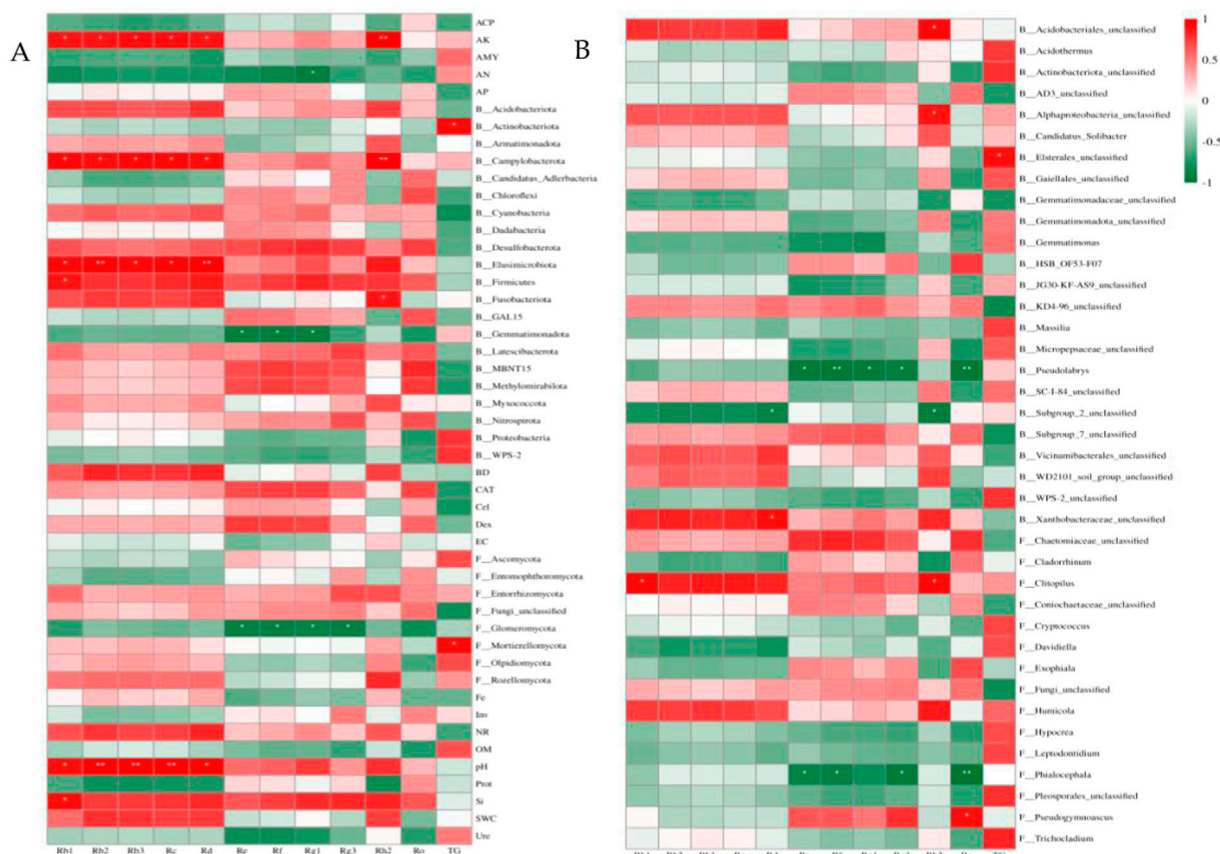 A
ACP
AK
AMY
AN
AP
B__Acidobacteriota
B__Actinobacteriota
B__Armatimonadota
B__Campylobacterota
B__Candidatus_Adlerbacteria
B__Chloroflexi
B__Cyanobacteria
B__Dadabacteria
B__Desulfobacterota
B__Elusimicrobiota
B__Firmicutes
B__Fusobacteriota
B__GAL15
B__Gemmatimonadota
B__Latescibacterota
B__MBNT15
B__Methylomirabilota
B__Myxococcota
B__Nitrospirota
B__Proteobacteria
B__WPS-2
BD
CAT
Cel
Dex
EC
F__Ascomycota
F__Entomophthoromycota
F__Entorrhizomycota
F__Fungi_unclassified
F__Glomeromycota
F__Mortierellomycota
F__Olpidiomycota
F__Rozellomycota
Fe
Inv
NR
OM
pH
Prot
Si
SWC
Ure
Rb1 Rb2 Rb3 Rc Rd Re Rf Rg1 Rg3 Rh2 Ro TG
B
B__Acidobacteriales_unclassified
B__Acidothermus
B__Actinobacteriota_unclassified
B__AD3_unclassified
B__Alphaproteobacteria_unclassified
B__Candidatus_Solibacter
B__Elsterales_unclassified
B__Gaiellales_unclassified
B__Gemmatimonadaceae_unclassified
B__Gemmatimonadota_unclassified
B__Gemmatimonas
B__HSB_OF53-F07
B__JG30-KF-AS9_unclassified
B__KD4-96_unclassified
B__Massilia
B__Micropepsaceae_unclassified
B__Pseudolabrys
B__SC-I-84_unclassified
B__Subgroup_2_unclassified
B__Subgroup_7_unclassified
B__Vicinamibacterales_unclassified
B__WD2101_soil_group_unclassified
B__WPS-2_unclassified
B__Xanthobacteraceae_unclassified
F__Chaetomiaceae_unclassified
F__Cladorrhinum
F__Clitopilus
F__Coniochaetaceae_unclassified
F__Cryptococcus
F__Davidiella
F__Exophiala
F__Fungi_unclassified
F__Humicola
F__Hypocrea
F__Leptodontidium
F__Phialocephala
F__Pleosporales_unclassified
F__Pseudogymnoascus
F__Trichocladium
1
0.5
0
-0.5
-1